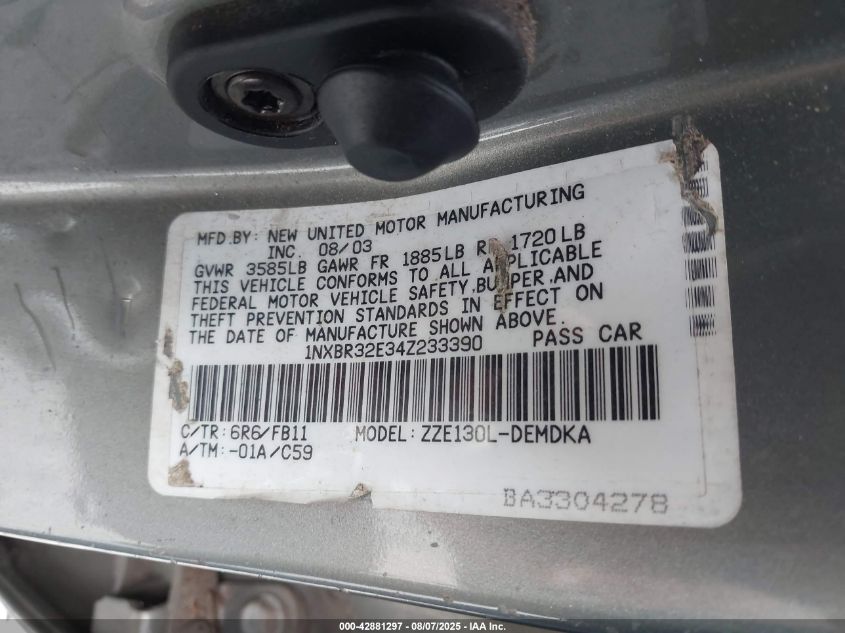 MFD.BY: NEW UNITED MOTOR MANUFACTURING
INC. 08/03
GVWR 3585LB GAWR FR 1885LB 1720LB
THIS VEHICLE CONFORMS TO ALL APPLICABLE
FEDERAL MOTOR VEHICLE SAFETY, BUMPER, AND
THEFT PREVENTION STANDARDS IN EFFECT ON
THE DATE OF MANUFACTURE SHOWN ABOVE.
1NXBR32E34Z233390 PASS CAR
C/TR: 6R6/FB11 MODEL: ZZE130L-DEMDKA
A/TM: -01A/C59
BA3304278
000-42881297 - 08/07/2025 - IAA, Inc.